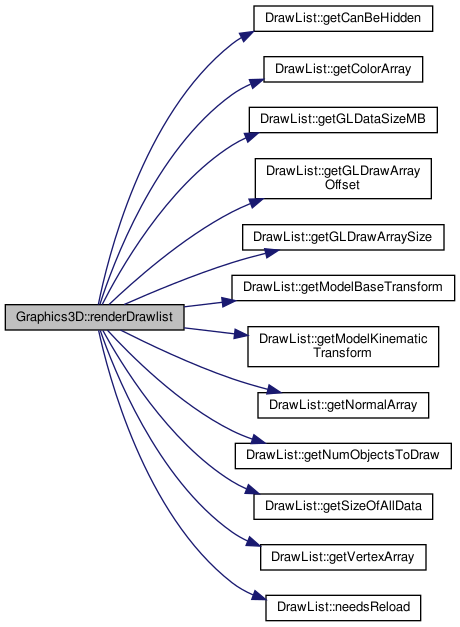 DrawList::getCanBeHidden
DrawList::getColorArray
DrawList::getGLDataSizeMB
DrawList::getGLDrawArray
Offset
DrawList::getGLDrawArraySize
DrawList::getModelBaseTransform
Graphics3D::renderDrawlist
DrawList::getModelKinematic
Transform
DrawList::getNormalArray
DrawList::getNumObjectsToDraw
DrawList::getSizeOfAllData
DrawList::getVertexArray
DrawList::needsReload